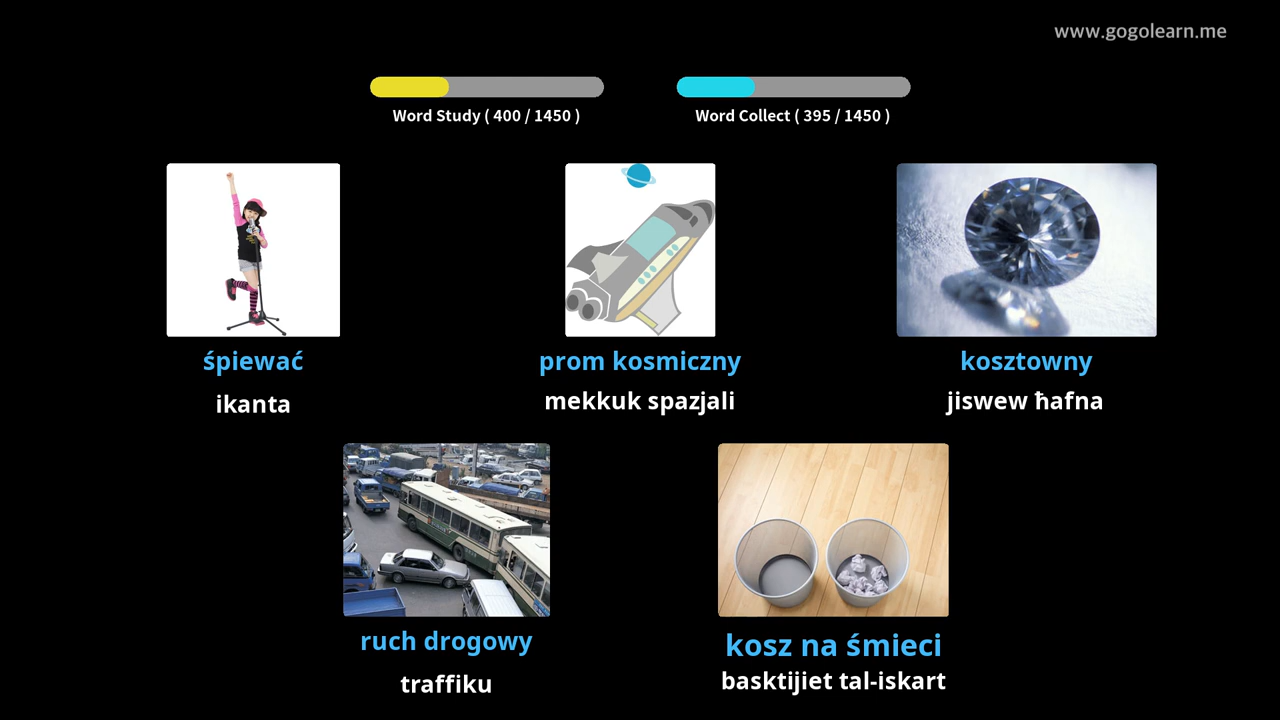 www.gogolearn.me
Word Study ( 400 / 1450 )
Word Collect ( 395 / 1450 )
śpiewać
ikanta
prom kosmiczny
mekkuk spazjali
kosztowny
jiswew ħafna
ruch drogowy
traffiku
kosz na śmieci
basktijiet tal-iskart